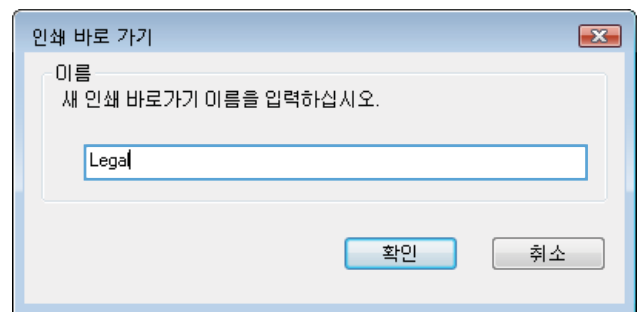 인쇄 바로 가기
이름
새 인쇄 바로가기 이름을 입력하십시오.
Legal
확인
취소